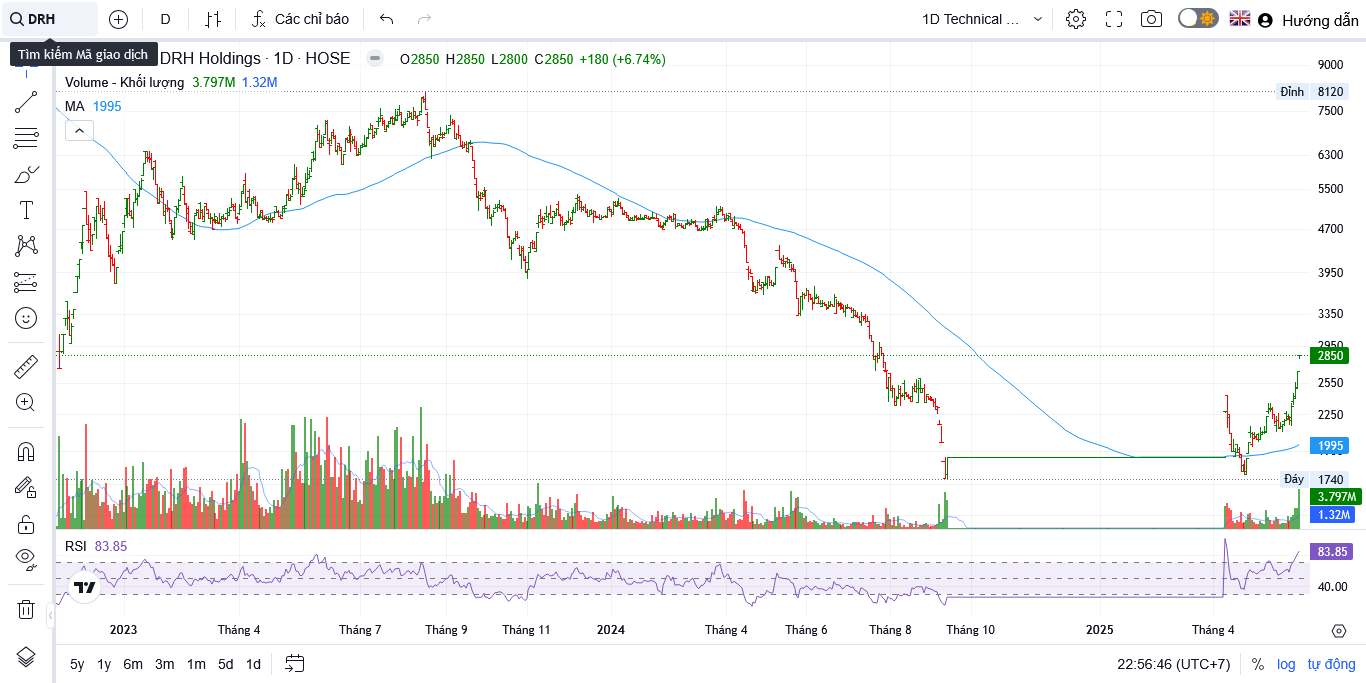 DRH
D
Các chỉ báo
1D Technical ...
Hướng dẫn
Tìm kiếm Mã giao dịch
DRH Holdings · 1D · HOSE
O2850 H2850 L2800 C2850 +180 (+6.74%)
Volume - Khối lượng 3.797M 1.32M
MA 1995
9000
Đỉnh 8120
7500
6300
5500
4700
3950
3350
2950
2850
2550
2250
1995
Đáy 1740
3.797M
1.32M
RSI 83.85
83.85
40.00
2023 Tháng 4 Tháng 7 Tháng 9 Tháng 11 2024 Tháng 4 Tháng 6 Tháng 8 Tháng 10 2025 Tháng 4
5y 1y 6m 3m 1m 5d 1d
22:56:46 (UTC+7) % log tự động